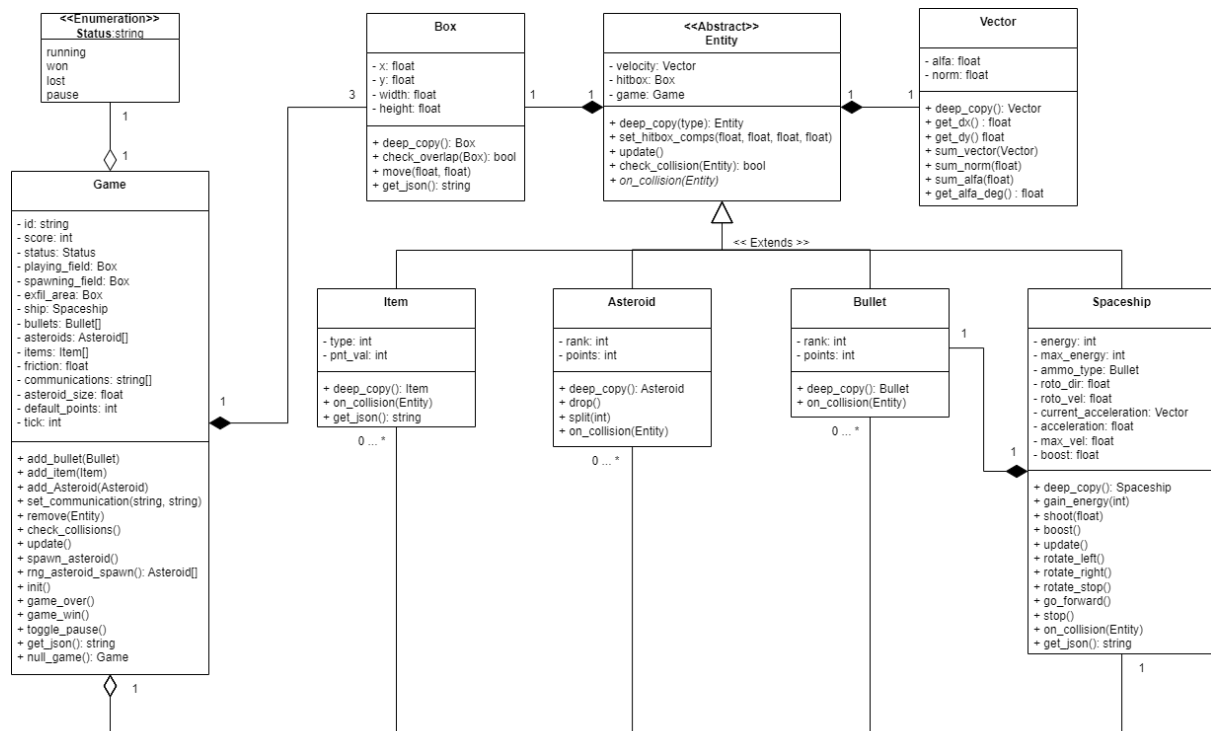 <<Enumeration>>
Status:string
running
won
lost
pause
1
1
Game
- id: string
- score: int
- status: Status
- playing_field: Box
- spawning_field: Box
- exfil_area: Box
- ship: Spaceship
- bullets: Bullet[]
- asteroids: Asteroid[]
- items: Item[]
- friction: float
- communications: string[]
- asteroid_size: float
- default_points: int
- tick: int
+ add_bullet(Bullet)
+ add_item(Item)
+ add_Asteroid(Asteroid)
+ set_communication(string, string)
+ remove(Entity)
+ check_collisions()
+ update()
+ spawn_asteroid()
+ rng_asteroid_spawn(): Asteroid[]
+ init()
+ game_over()
+ game_win()
+ toggle_pause()
+ get_json(): string
+ null_game(): Game
1
1
3
Box
- x: float
- y: float
- width: float
- height: float
+ deep_copy(): Box
+ check_overlap(Box): bool
+ move(float, float)
+ get_json(): string
1
1
<<Abstract>>
Entity
- velocity: Vector
- hitbox: Box
- game: Game
+ deep_copy(type): Entity
+ set_hitbox_comps(float, float, float, float)
+ update()
+ check_collision(Entity): bool
+ on_collision(Entity)
1
1
Vector
- alfa: float
- norm: float
+ deep_copy(): Vector
+ get_dx() : float
+ get_dy() float
+ sum_vector(Vector)
+ sum_norm(float)
+ sum_alfa(float)
+ get_alfa_deg() : float
<< Extends >>
Item
- type: int
- pnt_val: int
+ deep_copy(): Item
+ on_collision(Entity)
+ get_json(): string
0 ... *
Asteroid
- rank: int
- points: int
+ deep_copy(): Asteroid
+ drop()
+ split(int)
+ on_collision(Entity)
0 ... *
Bullet
- rank: int
- points: int
+ deep_copy(): Bullet
+ on_collision(Entity)
0 ... *
1
1
Spaceship
- energy: int
- max_energy: int
- ammo_type: Bullet
- roto_dir: float
- roto_vel: float
- current_acceleration: Vector
- acceleration: float
- max_vel: float
- boost: float
+ deep_copy(): Spaceship
+ gain_energy(int)
+ shoot(float)
+ boost()
+ update()
+ rotate_left()
+ rotate_right()
+ rotate_stop()
+ go_forward()
+ stop()
+ on_collision(Entity)
+ get_json(): string
1